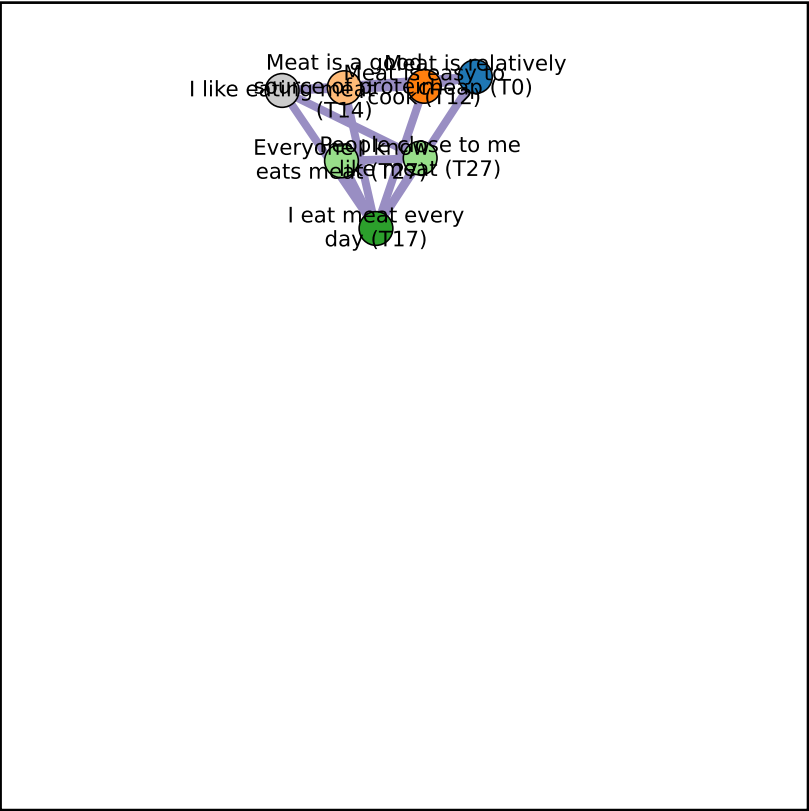 I like eating meat
Meat is a good
source of protein
(T14)
Meat is easy to
cook (T12)
Meat is relatively
cheap (T0)
Everyone I know
eats meat (T27)
People close to me
like meat (T27)
I eat meat every
day (T17)